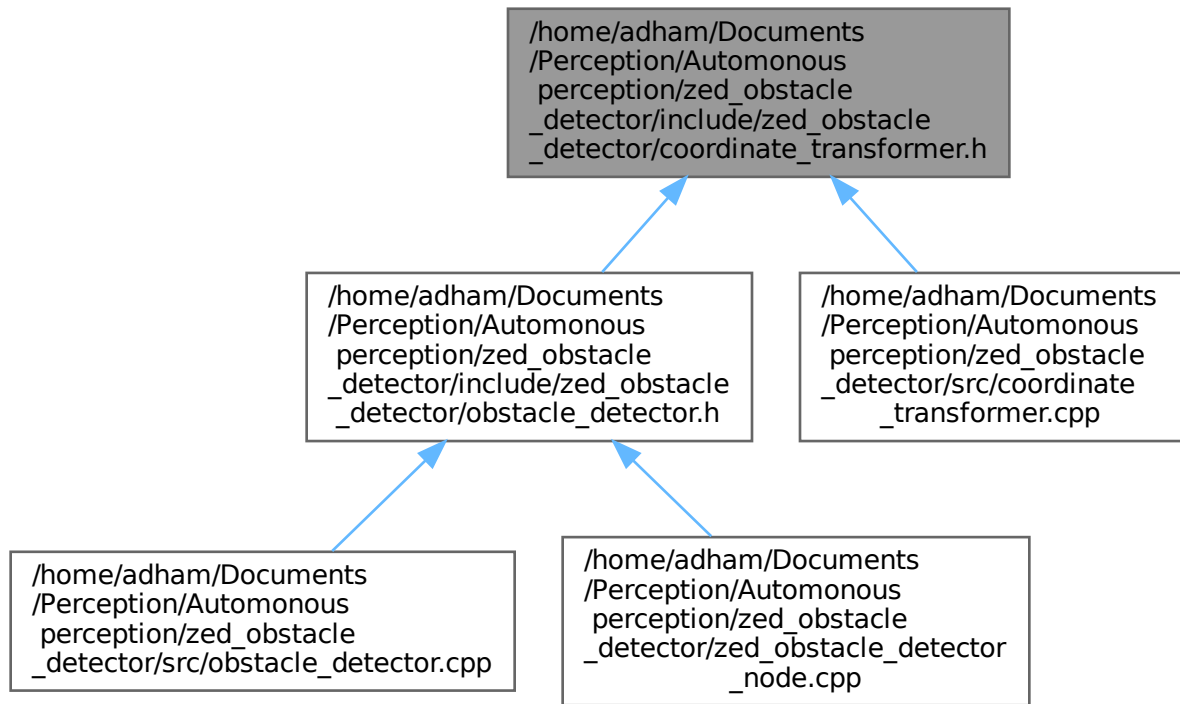 /home/adham/Documents
/Perception/Automonous
perception/zed_obstacle
_detector/include/zed_obstacle
_detector/coordinate_transformer.h
/home/adham/Documents
/Perception/Automonous
perception/zed_obstacle
_detector/include/zed_obstacle
_detector/obstacle_detector.h
/home/adham/Documents
/Perception/Automonous
perception/zed_obstacle
_detector/src/coordinate
_transformer.cpp
/home/adham/Documents
/Perception/Automonous
perception/zed_obstacle
_detector/src/obstacle_detector.cpp
/home/adham/Documents
/Perception/Automonous
perception/zed_obstacle
_detector/zed_obstacle_detector
_node.cpp